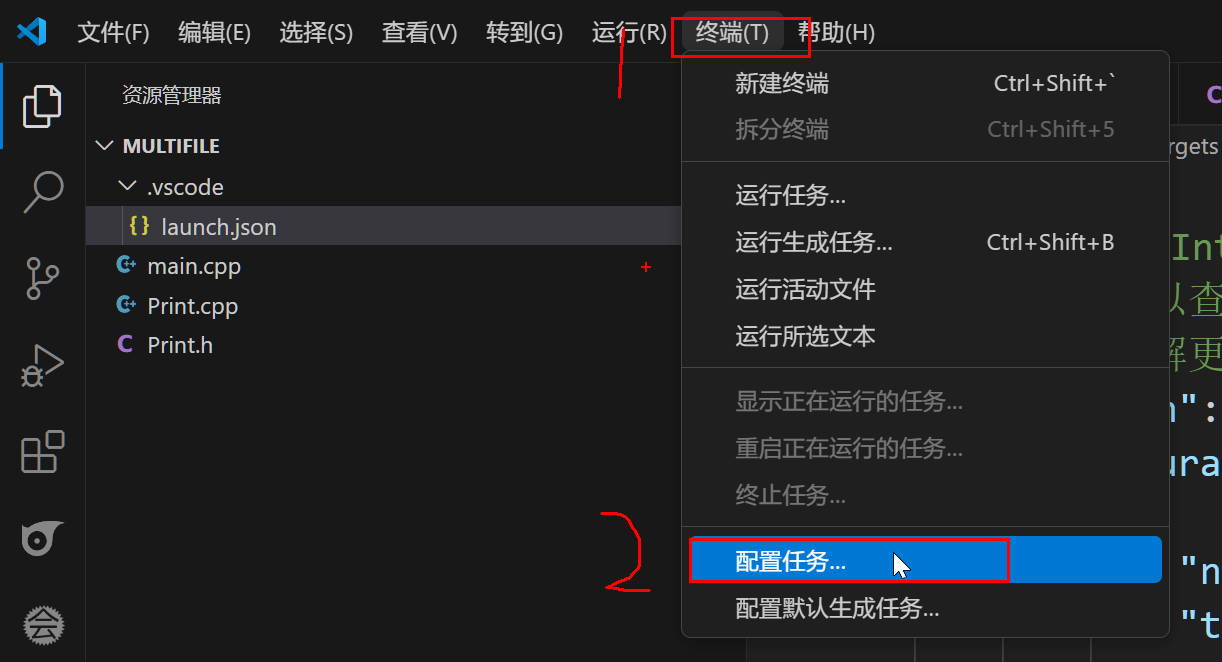 文件(F) 编辑(E) 选择(S) 查看(V) 转到(G) 运行(R) 终端(T) 帮助(H)
1
资源管理器
MULTIFILE
.vscode
{} launch.json
main.cpp
Print.cpp
C Print.h
新建终端 Ctrl+Shift+`
拆分终端 Ctrl+Shift+5
运行任务...
运行生成任务... Ctrl+Shift+B
运行活动文件
运行所选文本
显示正在运行的任务...
重启正在运行的任务...
终止任务...
2
配置任务...
配置默认生成任务...
C
rgets
Int
以查
解更
n":
ura
"n
"t
会